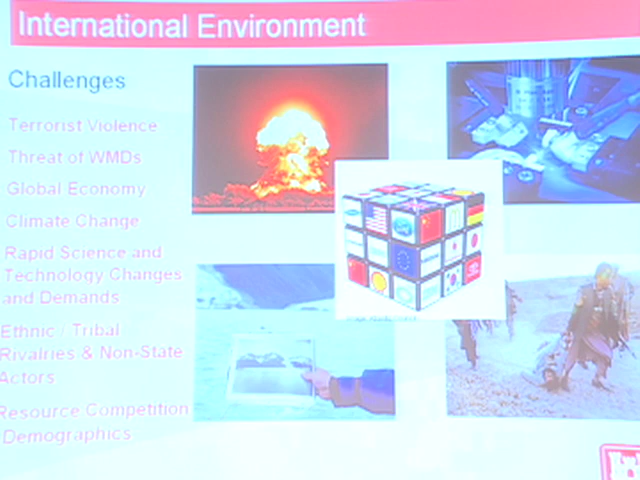 International Environment
Challenges
Terrorist Violence
Threat of WMDs
Global Economy
Climate Change
Rapid Science and
Technology Changes
and Demands
Ethnic / Tribal
Rivalries & Non-State
Actors
Resource Competition
Demographics